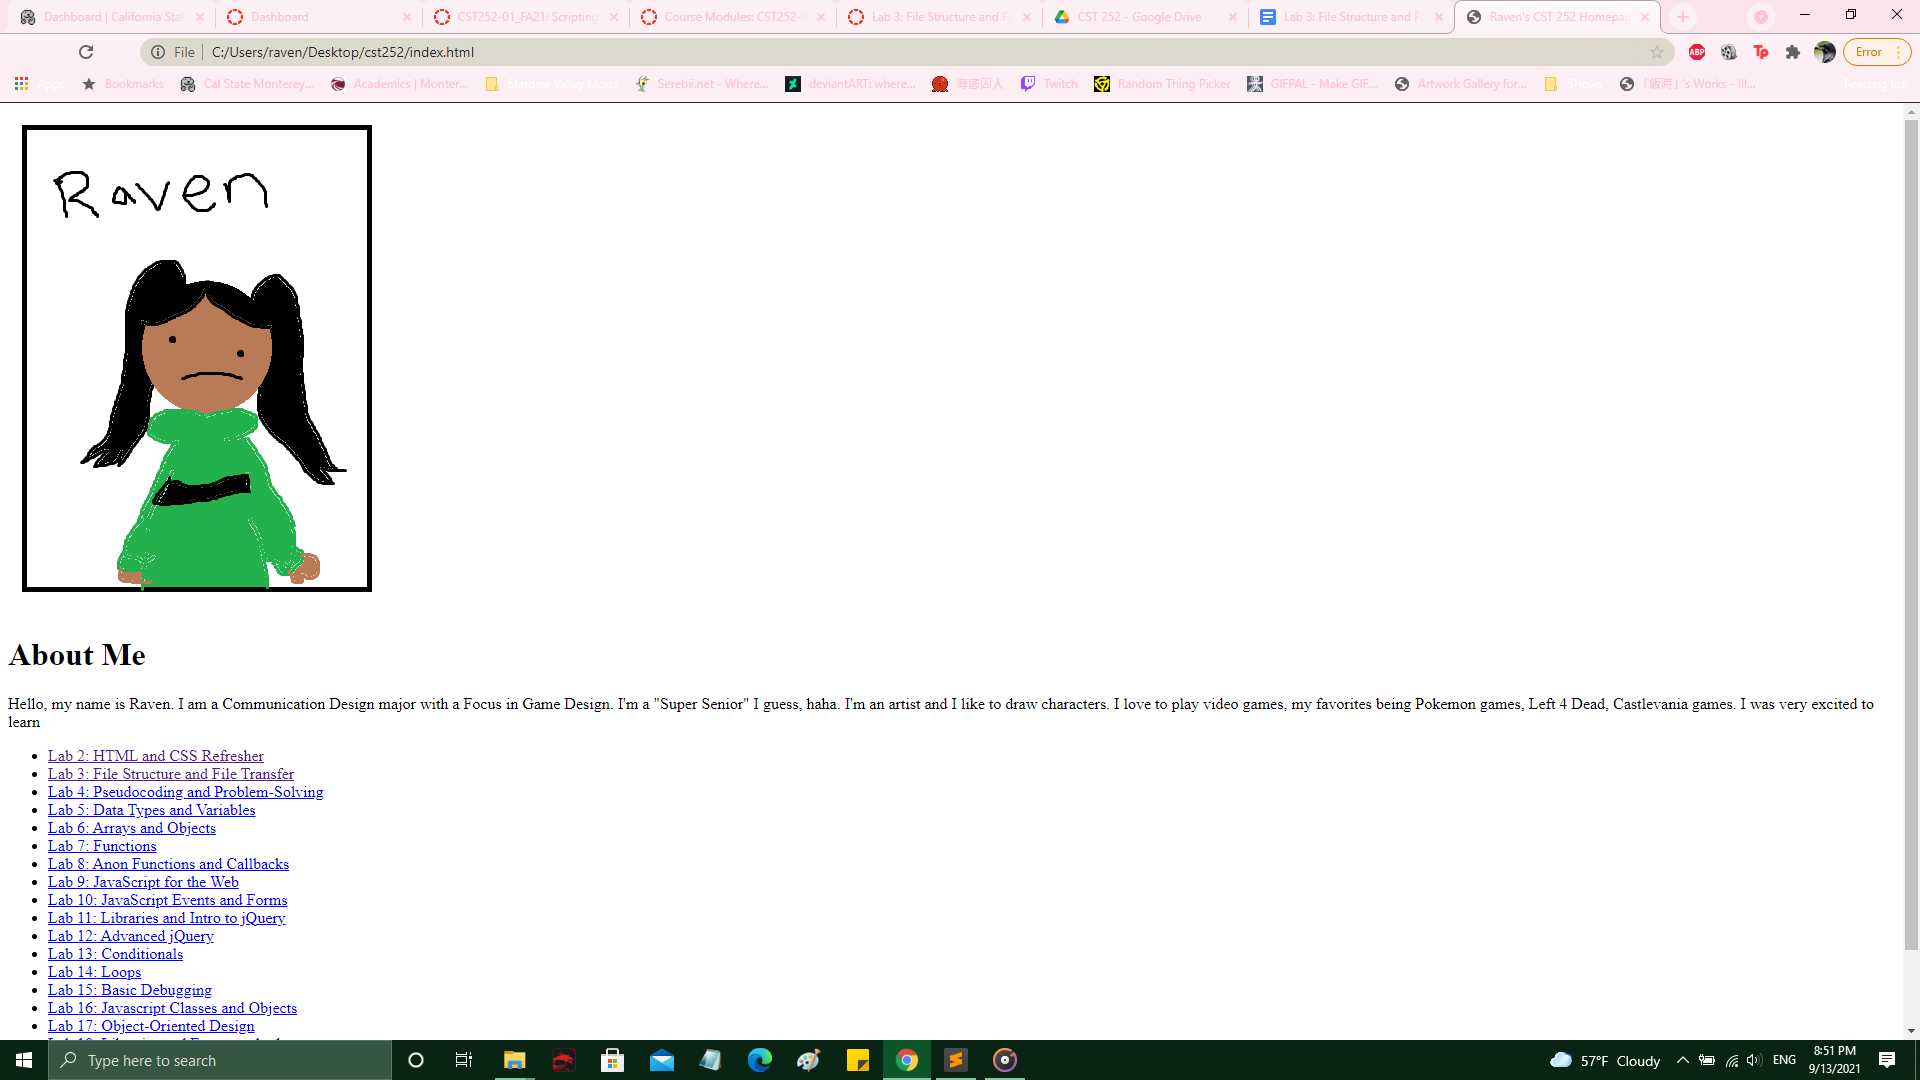 Dashboard | California Sta
Dashboard
CST252-01_FA21: Scripting
Course Modules: CST252-
Lab 3: File Structure and Fi
CST 252 - Google Drive
Lab 3: File Structure and Fi
Raven's CST 252 Homepa
File
C:/Users/raven/Desktop/cst252/index.html
ABP
Tp
Error
Apps
Bookmarks
Cal State Monterey...
Academics | Monter...
Stardew Valley Mods
Serebii.net - Where...
deviantART: where...
海底囚人
Twitch
Random Thing Picker
GIFPAL - Make GIF...
Artwork Gallery for...
Shows
「飯時」's Works - Ill...
Reading list
Raven
About Me
Hello, my name is Raven. I am a Communication Design major with a Focus in Game Design. I'm a "Super Senior" I guess, haha. I'm an artist and I like to draw characters. I love to play video games, my favorites being Pokemon games, Left 4 Dead, Castlevania games. I was very excited to
learn
Lab 2: HTML and CSS Refresher
Lab 3: File Structure and File Transfer
Lab 4: Pseudocoding and Problem-Solving
Lab 5: Data Types and Variables
Lab 6: Arrays and Objects
Lab 7: Functions
Lab 8: Anon Functions and Callbacks
Lab 9: JavaScript for the Web
Lab 10: JavaScript Events and Forms
Lab 11: Libraries and Intro to jQuery
Lab 12: Advanced jQuery
Lab 13: Conditionals
Lab 14: Loops
Lab 15: Basic Debugging
Lab 16: Javascript Classes and Objects
Lab 17: Object-Oriented Design
Type here to search
57°F Cloudy
ENG
8:51 PM
9/13/2021